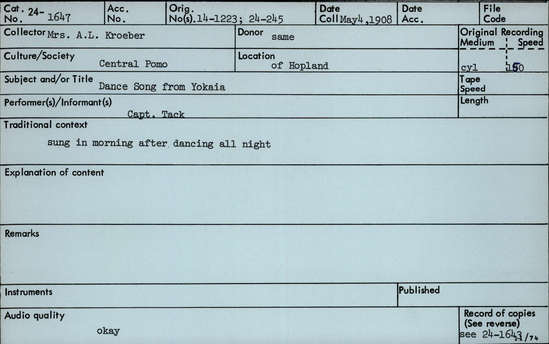 Cat. 24- 1647 Acc. No. Orig. No(s). 14-1223; 24-245 Date Coll May 4, 1908 Date Acc. File Code
No.
Collector Mrs. A.L. Kroeber Donor same Original Recording
Medium Speed
Culture/Society Central Pomo Location of Hopland cyl
Subject and/or Title Dance Song from Yokaia Tape Speed
Performer(s)/Informant(s) Capt. Tack Length
Traditional context
sung in morning after dancing all night
Explanation of content
Remarks
Instruments Published
Audio quality Record of copies
(See reverse)
okay see 24-1643